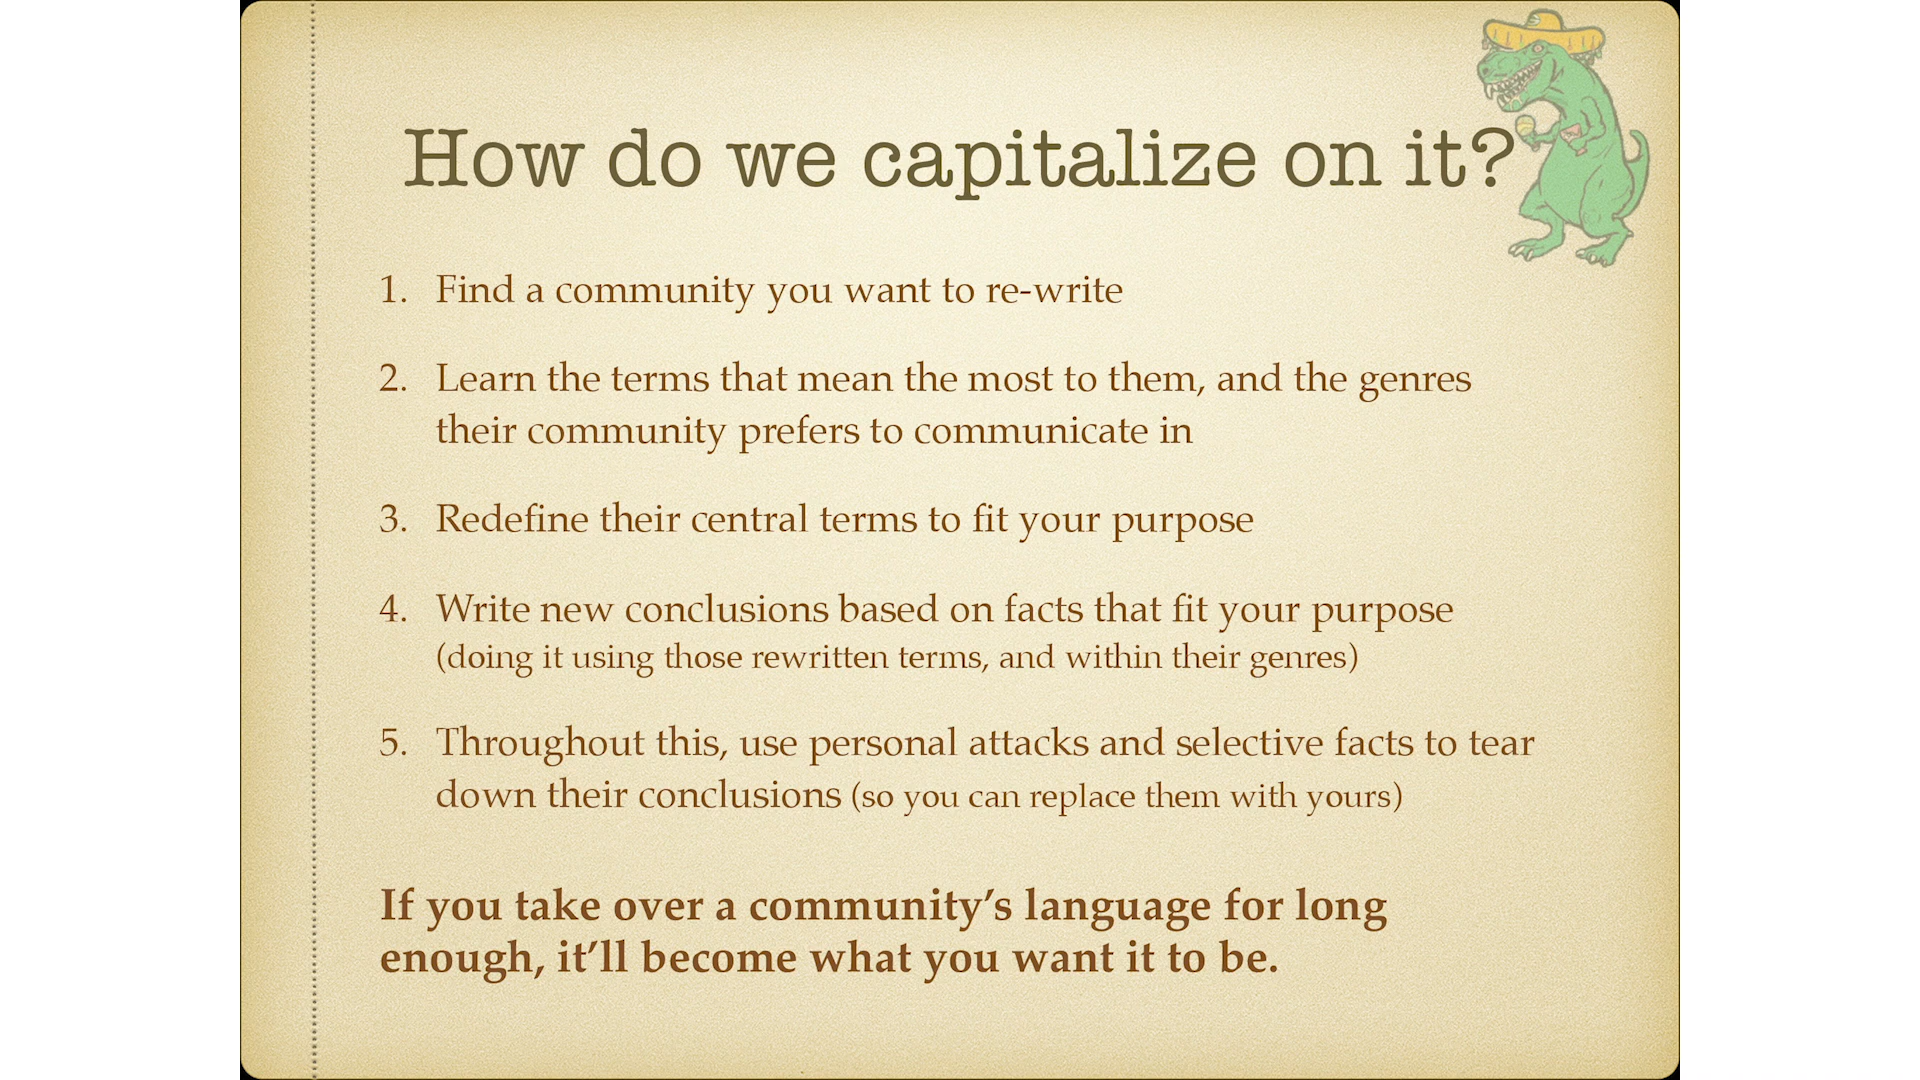 How do we capitalize on it?
1. Find a community you want to re-write
2. Learn the terms that mean the most to them, and the genres
their community prefers to communicate in
3. Redefine their central terms to fit your purpose
4. Write new conclusions based on facts that fit your purpose
(doing it using those rewritten terms, and within their genres)
5. Throughout this, use personal attacks and selective facts to tear
down their conclusions (so you can replace them with yours)
If you take over a community’s language for long
enough, it’ll become what you want it to be.